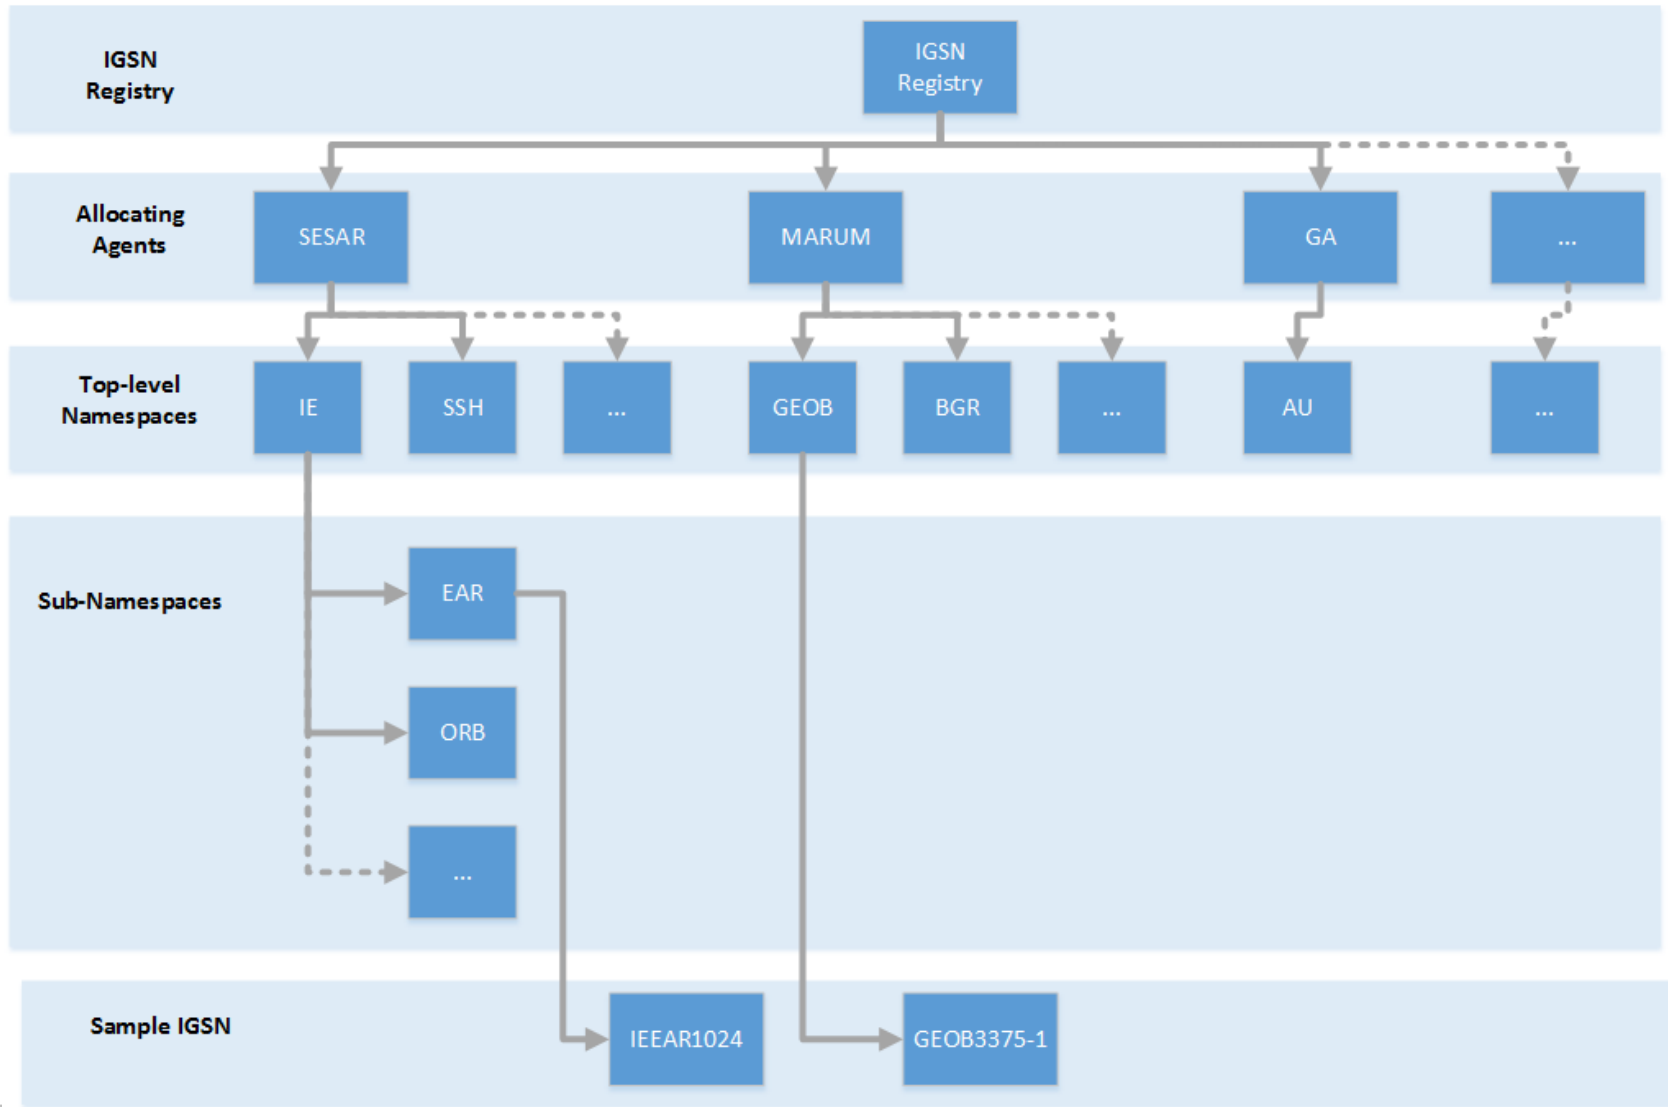 IGSN
Registry
IGSN
Registry
Allocating
Agents
SESAR
MARUM
GA
...
Top-level
Namespaces
IE
SSH
...
GEOB
BGR
...
AU
...
Sub-Namespaces
EAR
ORB
...
Sample IGSN
IEEAR1024
GEOB3375-1